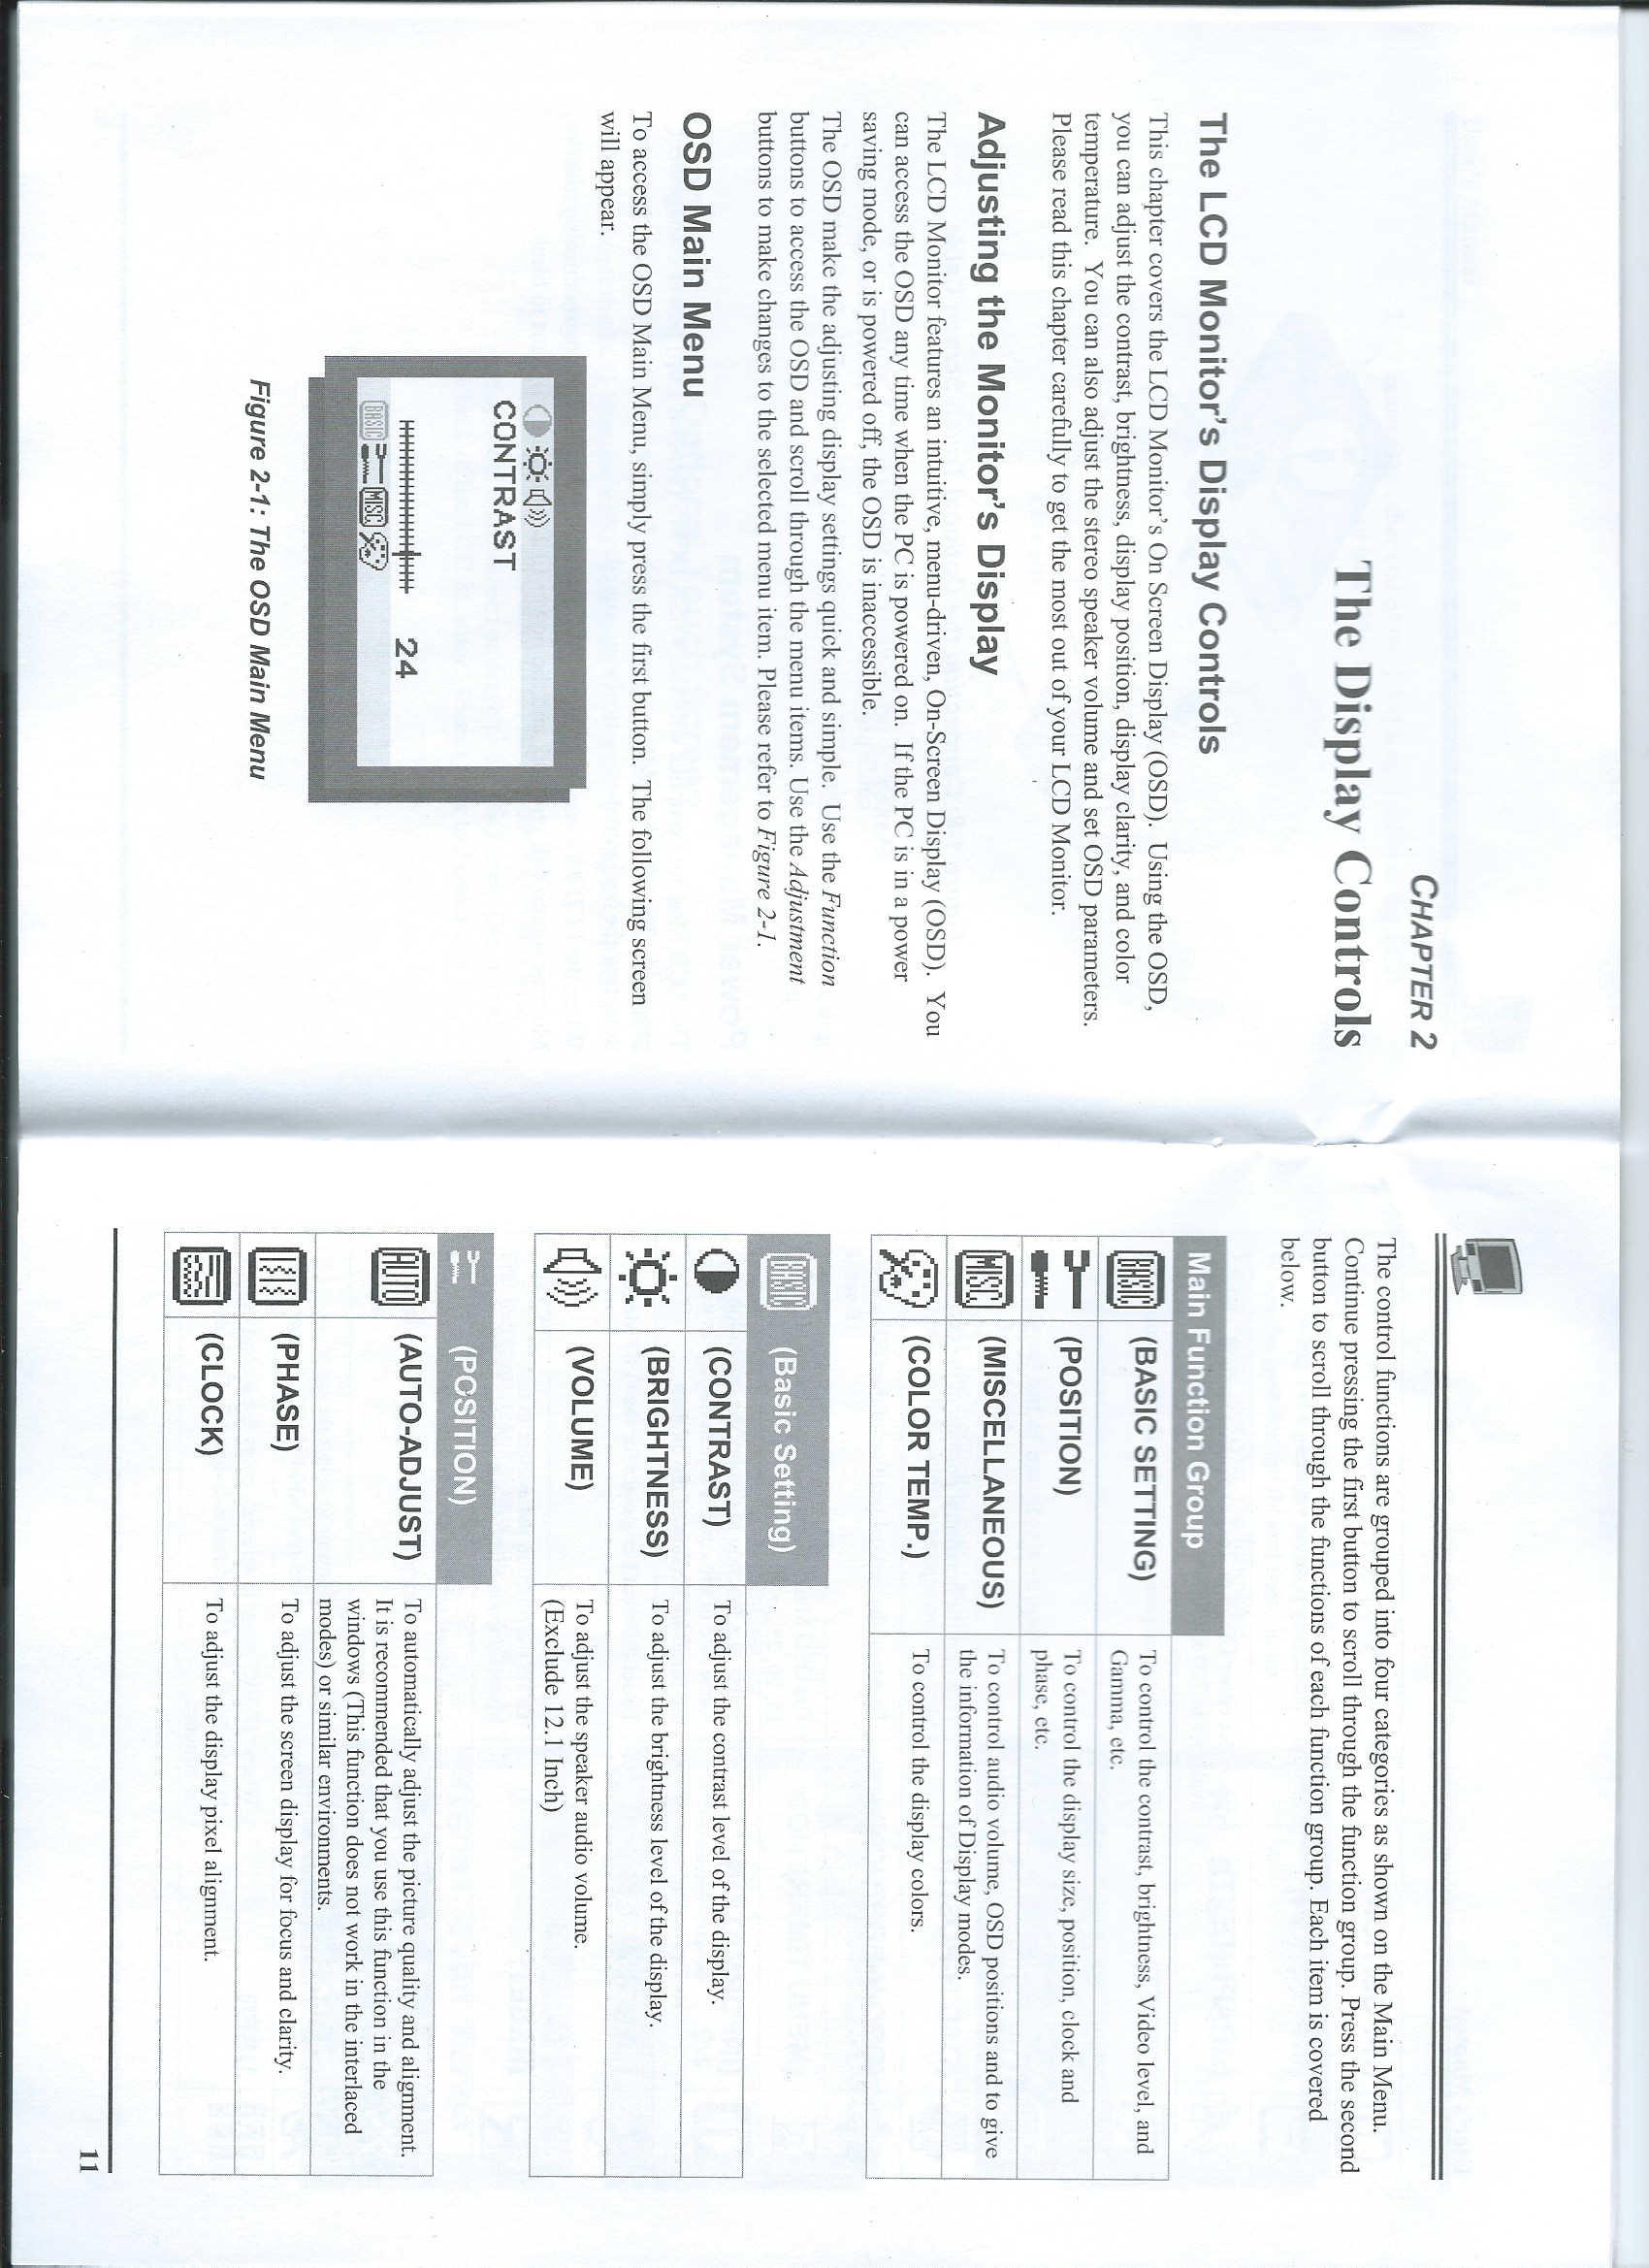 CHAPTER 2
The Display Controls
The LCD Monitor's Display Controls
This chapter covers the LCD Monitor's On Screen Display (OSD). Using the OSD,
you can adjust the contrast, brightness, display position, display clarity, and color
temperature. You can also adjust the stereo speaker volume and set OSD parameters.
Please read this chapter carefully to get the most out of your LCD Monitor.
Adjusting the Monitor's Display
The LCD Monitor features an intuitive, menu-driven, On-Screen Display (OSD). You
can access the OSD any time when the PC is powered on. If the PC is in a power
saving mode, or is powered off, the OSD is inaccessible.
The OSD make the adjusting display settings quick and simple. Use the Function
buttons to access the OSD and scroll through the menu items. Use the Adjustment
buttons to make changes to the selected menu item. Please refer to Figure 2-1.
OSD Main Menu
To access the OSD Main Menu, simply press the first button. The following screen
will appear.
CONTRAST
24
BASIC MISC
Figure 2-1: The OSD Main Menu
The control functions are grouped into four categories as shown on the Main Menu.
Continue pressing the first button to scroll through the function group. Press the second
button to scroll through the functions of each function group. Each item is covered
below.
Main Function Group
BASIC (BASIC SETTING) To control the contrast, brightness, Video level, and
Gamma, etc.
(POSITION) To control the display size, position, clock and
phase, etc.
MISC. (MISCELLANEOUS) To control audio volume, OSD positions and to give
the information of Display modes.
(COLOR TEMP.) To control the display colors.
BASIC (Basic Setting)
(CONTRAST) To adjust the contrast level of the display.
(BRIGHTNESS) To adjust the brightness level of the display.
(VOLUME) To adjust the speaker audio volume.
(Exclude 12.1 Inch)
(POSITION)
AUTO (AUTO-ADJUST) To automatically adjust the picture quality and alignment.
It is recommended that you use this function in the
windows (This function does not work in the interlaced
modes) or similar environments.
(PHASE) To adjust the screen display for focus and clarity.
(CLOCK) To adjust the display pixel alignment.
11